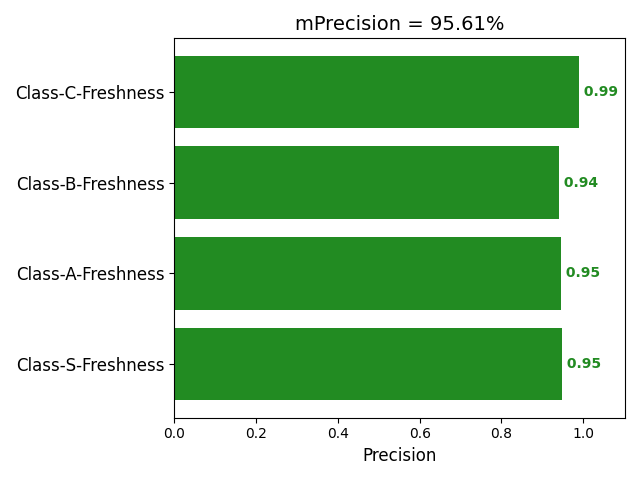 mPrecision = 95.61%
Class-C-Freshness 0.99
Class-B-Freshness 0.94
Class-A-Freshness 0.95
Class-S-Freshness 0.95
0.0 0.2 0.4 0.6 0.8 1.0
Precision